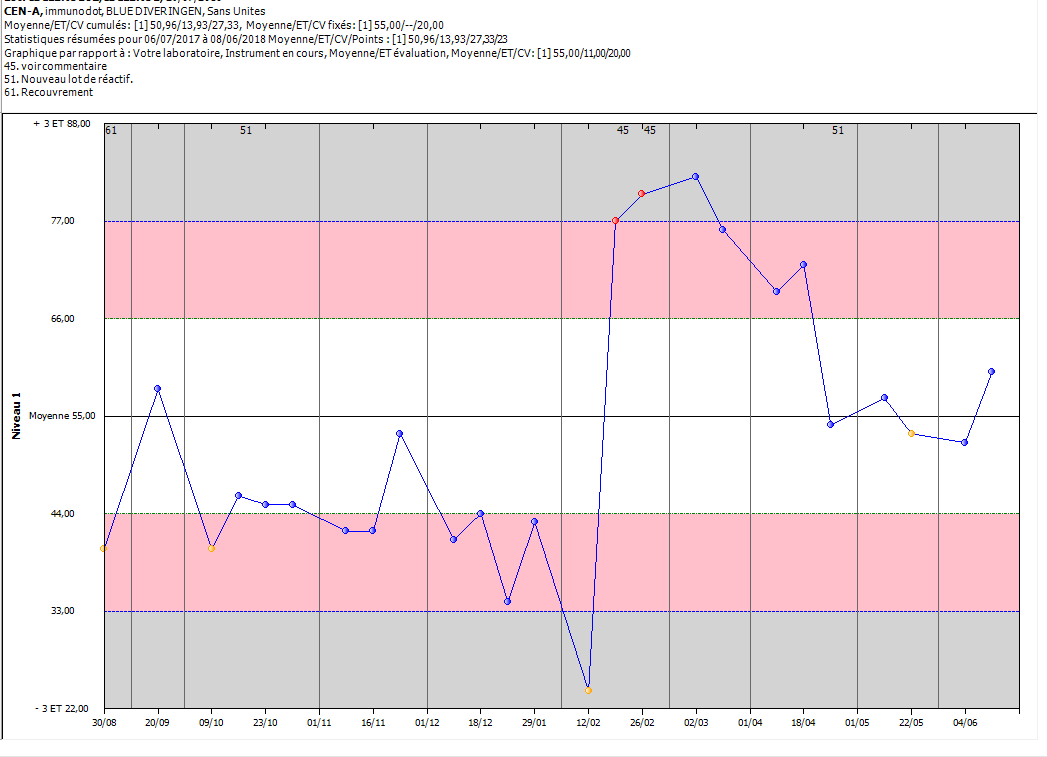 CEN-A, immunodot, BLUE DIVERINGEN, Sans Unites
Moyenne/ET/CV cumulés: [1] 50,96/13,93/27,33, Moyenne/ET/CV fixés: [1] 55,00/--/20,00
Statistiques résumées pour 06/07/2017 à 08/06/2018 Moyenne/ET/CV/Points : [1] 50,96/13,93/27,33/23
Graphique par rapport à : Votre laboratoire, Instrument en cours, Moyenne/ET évaluation, Moyenne/ET/CV: [1] 55,00/11,00/20,00
45. voir commentaire
51. Nouveau lot de réactif.
61. Recouvrement
+ 3 ET 88,00
61 51 45 45 51
77,00
66,00
Niveau 1
Moyenne 55,00
44,00
33,00
- 3 ET 22,00
30/08 20/09 09/10 23/10 01/11 16/11 01/12 18/12 29/01 12/02 26/02 02/03 01/04 18/04 01/05 22/05 04/06